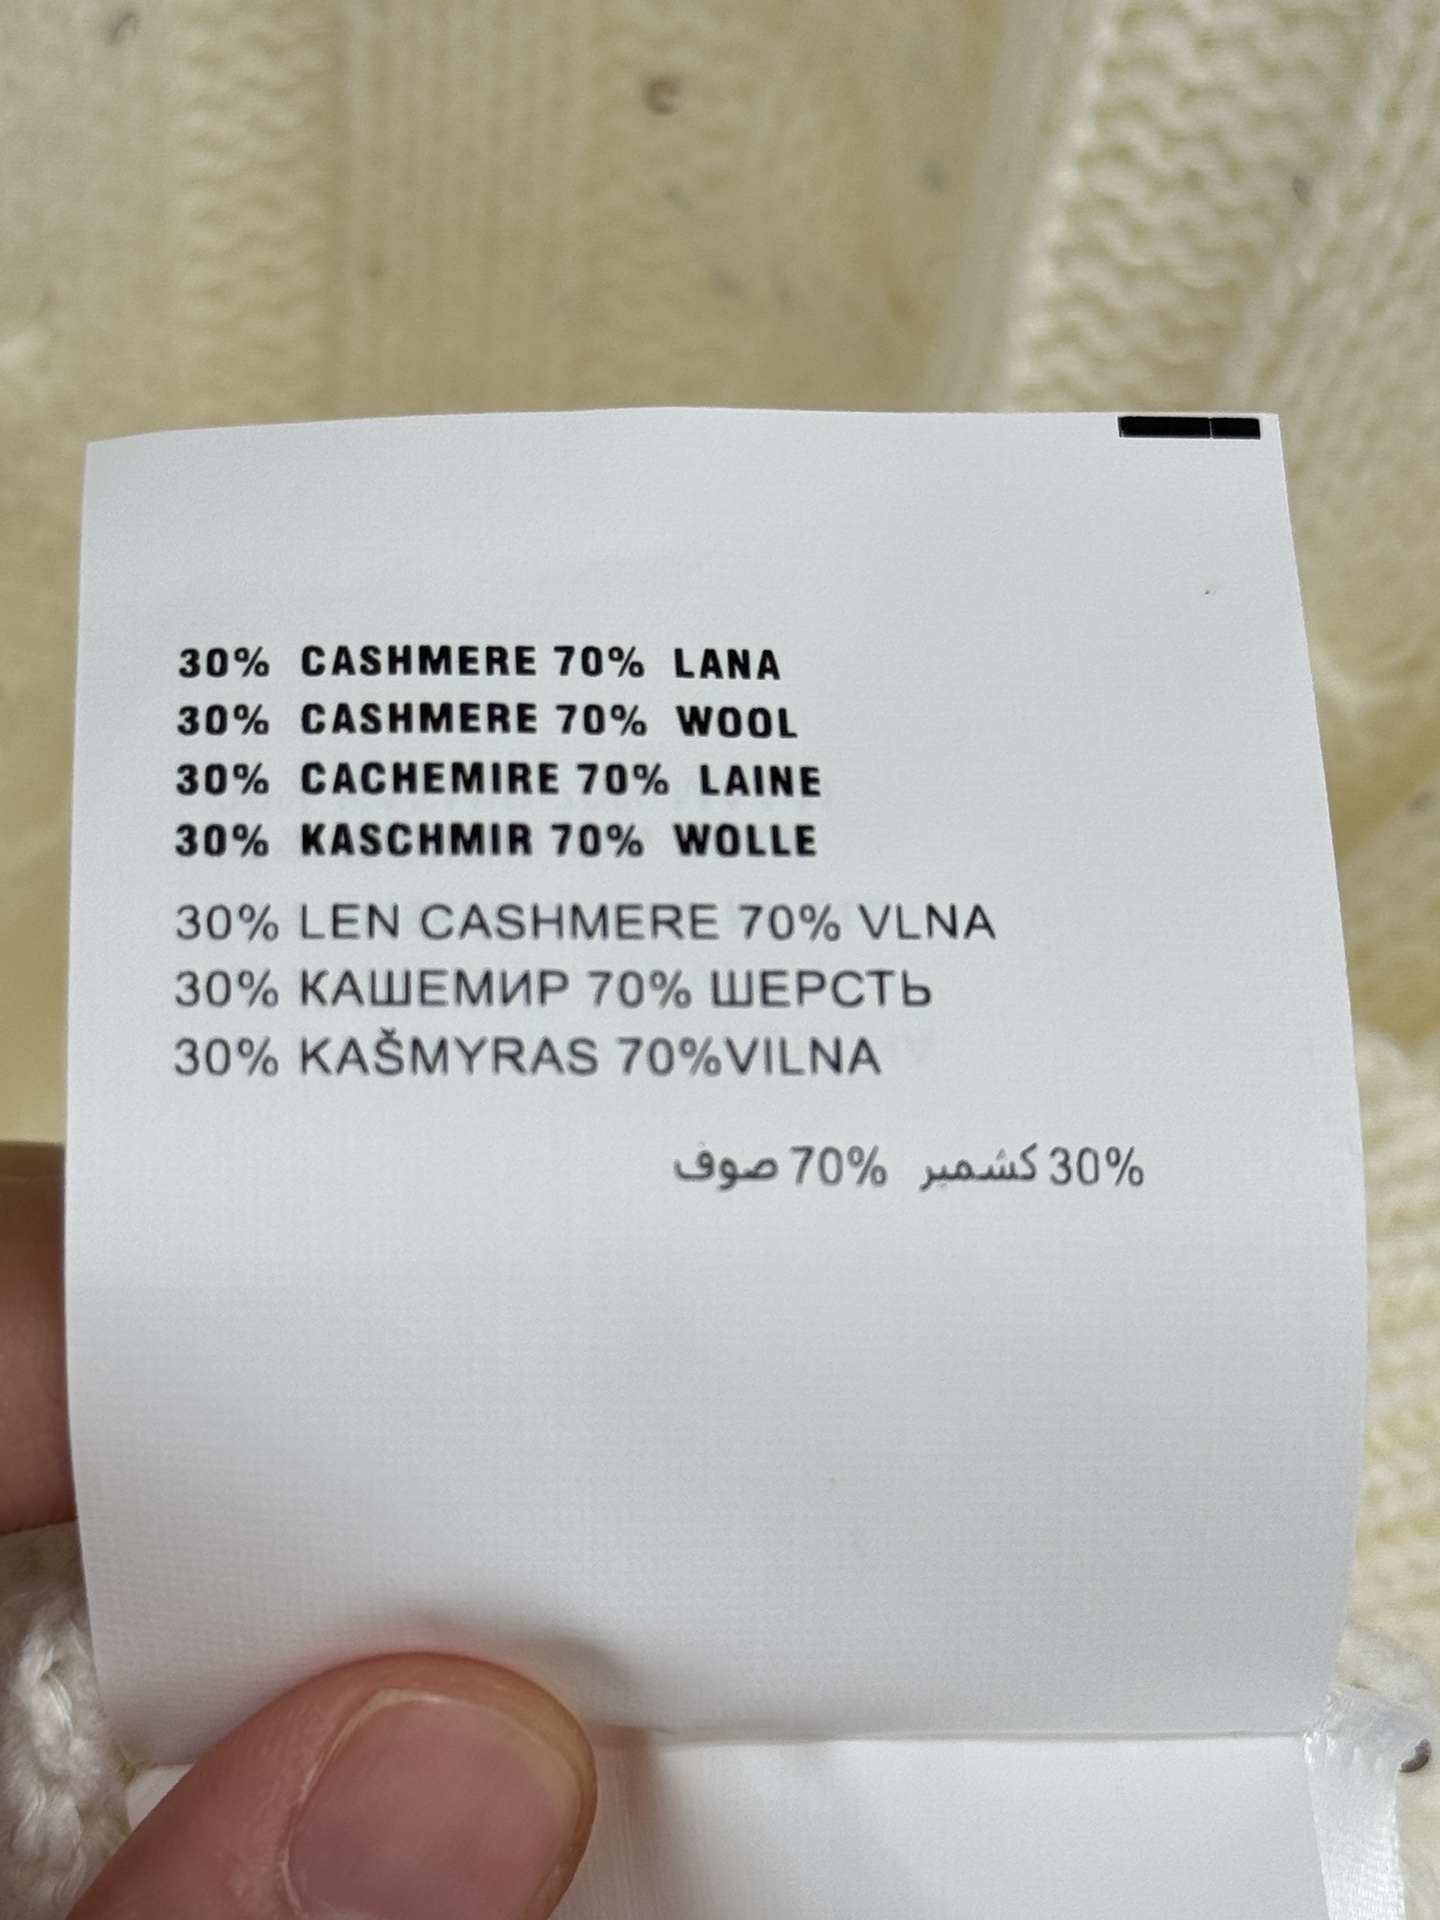 30% CASHMERE 70% LANA
30% CASHMERE 70% WOOL
30% CACHEMIRE 70% LAINE
30% KASCHMIR 70% WOLLE
30% LEN CASHMERE 70% VLNA
30% КАШЕМИР 70% ШЕРСТЬ
30% KAŠMYRAS 70%VILNA
30% كشمير 70% صوف